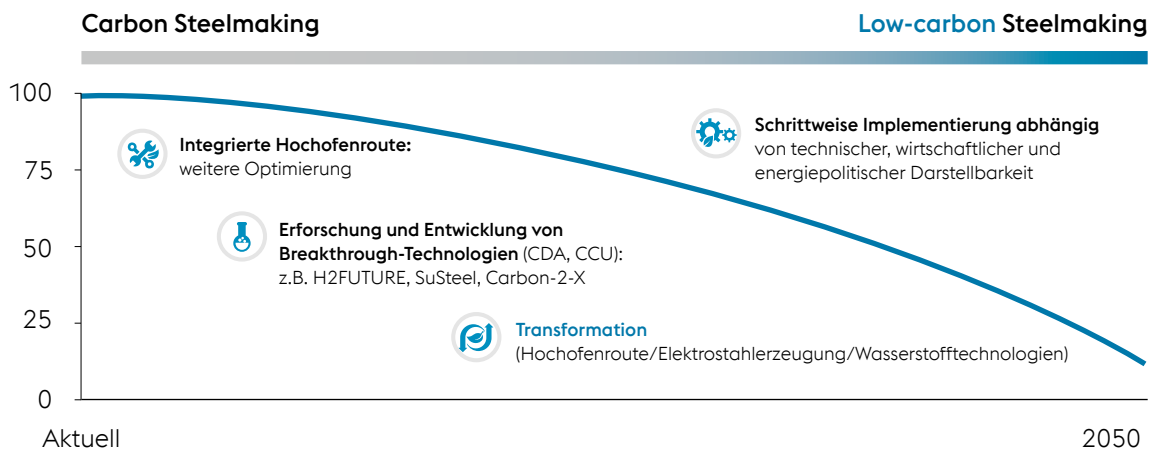 Carbon Steelmaking
Low-carbon Steelmaking
100
75
50
25
0
Integrierte Hochofenroute:
weitere Optimierung
Schrittweise Implementierung abhängig
von technischer, wirtschaftlicher und
energiepolitischer Darstellbarkeit
Erforschung und Entwicklung von
Breakthrough-Technologien (CDA, CCU):
z.B. H2FUTURE, SuSteel, Carbon-2-X
Transformation
(Hochofenroute/Elektrostahlerzeugung/Wasserstofftechnologien)
Aktuell
2050